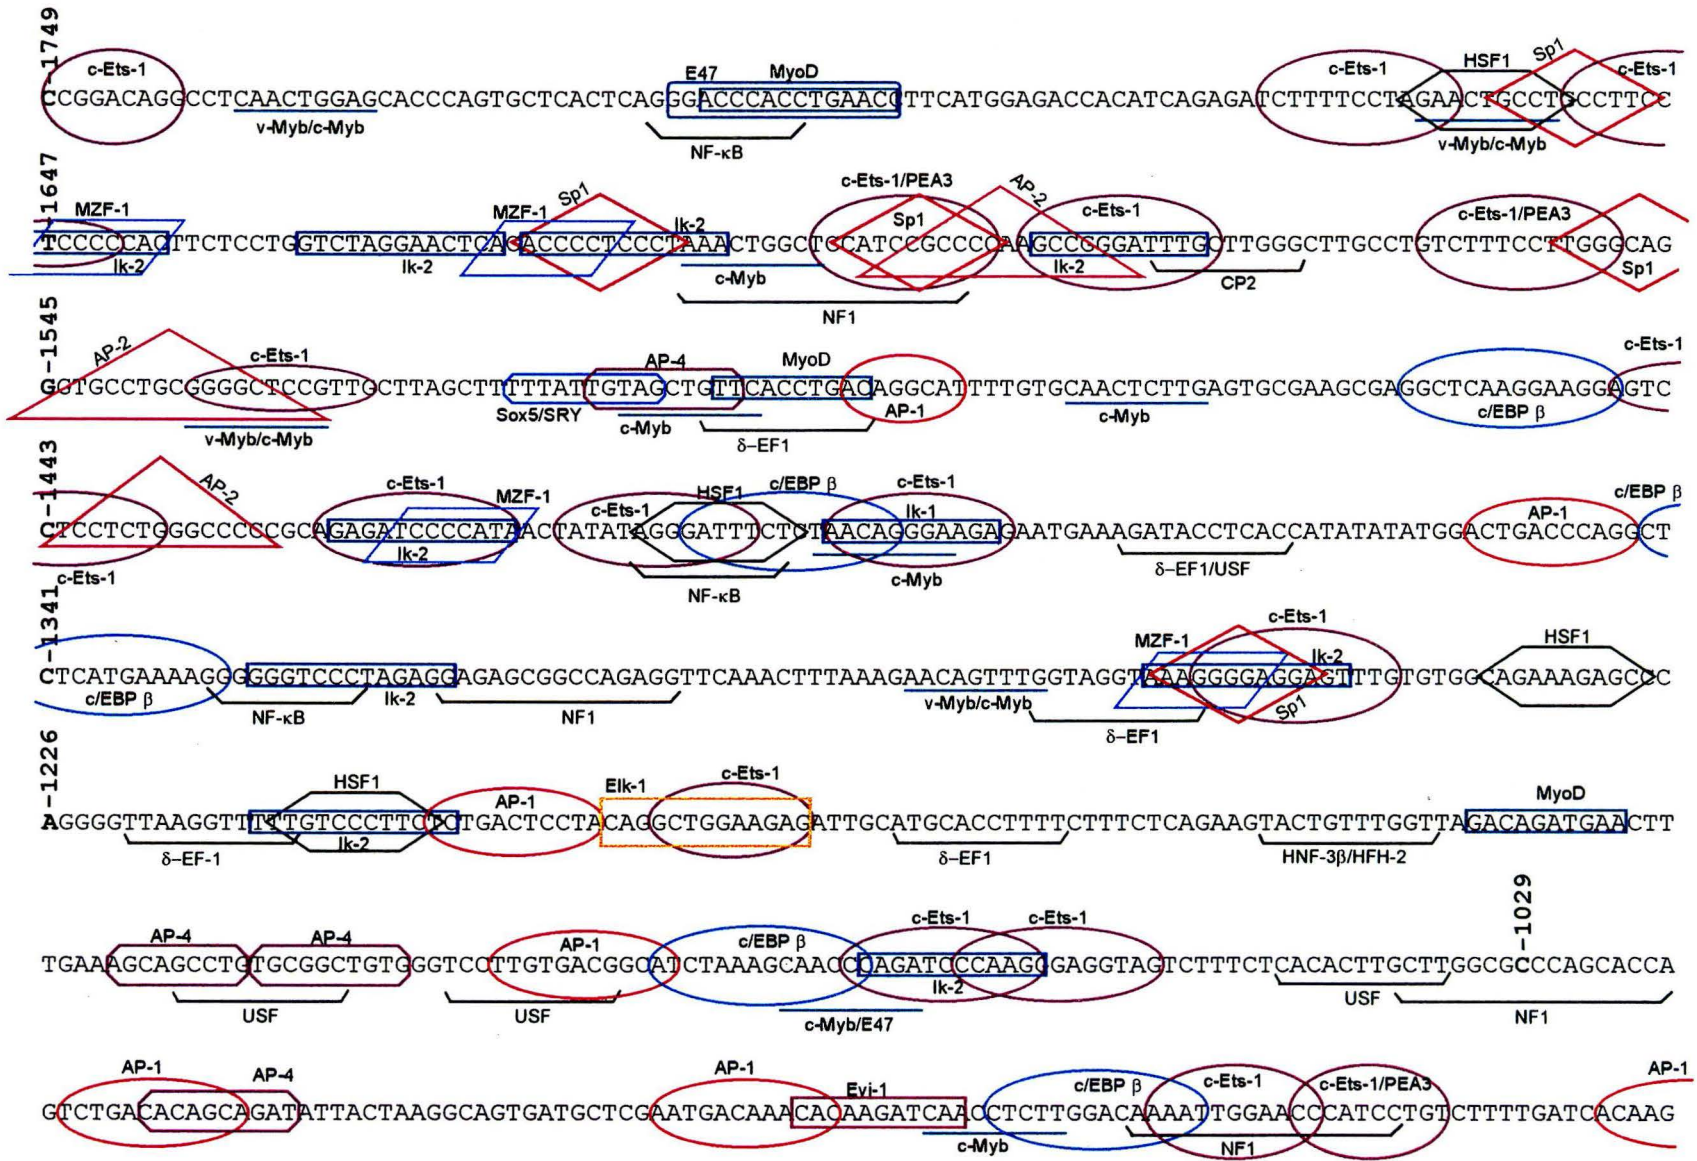 -1749
c-Ets-1 E47 MyoD c-Ets-1 HSF1 Sp1 c-Ets-1
CCGGACAGGCCTCAACTGGAGCACCCAGTGCTCACTCAGGGACCCACCTGAACCTTCATGGAGACCACATCAGAGATCTTTTCCTAGAACTGCCTGCCTTCC
v-Myb/c-Myb NF-κB v-Myb/c-Myb
-1647
MZF-1 MZF-1 Sp1 Ik-2 c-Ets-1/PEA3 Sp1 AP-2 c-Ets-1 c-Ets-1/PEA3
TCCCCCAGTTCTCCTGGTCTAGGAACTCAGCACCCCTCCCTAAACTGGCTGCATCCGCCCCAAGCCGGGATTTGCTTGGGCTTGCCTGTCTTTCCTTGGGCAG
Ik-2 Ik-2 c-Myb Ik-2 CP2 Sp1
NF1
-1545
AP-2 c-Ets-1 AP-4 MyoD c-Ets-1
GGTGCCTGCGGGGCTCCGTTGCTTAGCTTTTTATTGTAGCTGTTCACCTGACAGGCATTTTGTGCAACTCTTGAGTGCGAAGCGAGGCTCAAGGAAGGAGTC
v-Myb/c-Myb Sox5/SRY c-Myb δ–EF1 AP-1 c-Myb c/EBP β
-1443
AP-2 c-Ets-1 MZF-1 c-Ets-1 HSF1 c/EBP β c-Ets-1 Ik-1 AP-1 c/EBP β
CTCCTCTGGGCCCCCGCAGAGATCCCCATTACTATATAGGGATTTCTCTAACAGGGAAGAGAATGAAAGATACCTCACCATATATATGGACTGACCCAGGCT
c-Ets-1 Ik-2 NF-κB c-Myb δ–EF1/USF
-1341
MZF-1 c-Ets-1 Ik-2 HSF1
CTCATGAAAAGGGGGGTCCCTAGAGGAGAGCGGCCAGAGGTTCAAACTTTAAAGAACAGTTTGGTAGGTAAAGGGGAGGAGTTTTGTGTGGCAGAAAGAGCCC
c/EBP β NF-κB Ik-2 NF1 v-Myb/c-Myb δ–EF1 Sp1
-1226
HSF1 AP-1 Elk-1 c-Ets-1 MyoD
AGGGGTTAAGGTTTCTGTCCCTTCTCTGACTCCTACAGGCTGGAAGAGATTGCATGCACCTTTTCTTTCTCAGAAGTACTGTTTGGTTAGACAGATGAACTT
δ–EF-1 Ik-2 δ–EF1 HNF-3β/HFH-2
-1029
AP-4 AP-4 AP-1 c/EBP β c-Ets-1 c-Ets-1
TGAAAGCAGCCTGTGCGGCTGTGGGTCCTTGTGACGGCATCTAAAGCAACCCAGATCCCAAGCGAGGTAGTCTTTCTCACACTTGCTTGGCGCCCAGCACCA
USF USF c-Myb/E47 Ik-2 USF NF1
AP-1 AP-4 AP-1 Evi-1 c/EBP β c-Ets-1 c-Ets-1/PEA3 AP-1
GTCTGACACAGCAGATATTACTAAGGCAGTGATGCTCGAATGACAAACACAAGATCAACCTCTTGGACAAAATTGGAACCCATCCTGTCTTTTGATCACAAG
c-Myb NF1